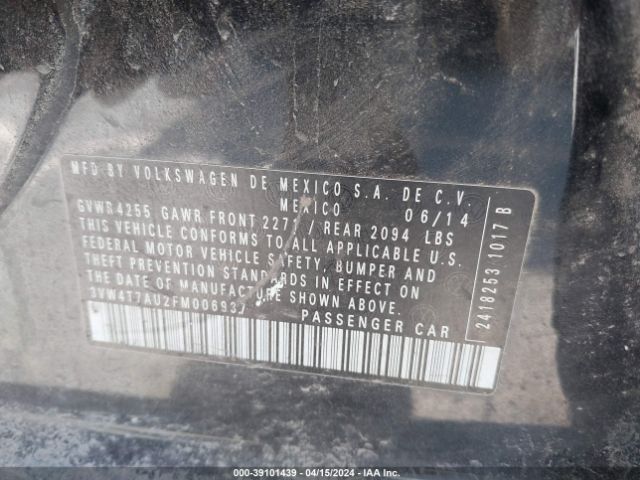 MFD BY VOLKSWAGEN DE MEXICO S.A. DE C.V.
MEXICO 06/14
GVWR 4255 GAWR FRONT 2271 / REAR 2094 LBS
THIS VEHICLE CONFORMS TO ALL APPLICABLE U.S.
FEDERAL MOTOR VEHICLE SAFETY, BUMPER AND
THEFT PREVENTION STANDARDS IN EFFECT ON
THE DATE OF MANUFACTURE SHOWN ABOVE.
3VW4T7AU2FM006937
PASSENGER CAR
2418253 1017 B
000-39101439 - 04/15/2024 - IAA Inc.